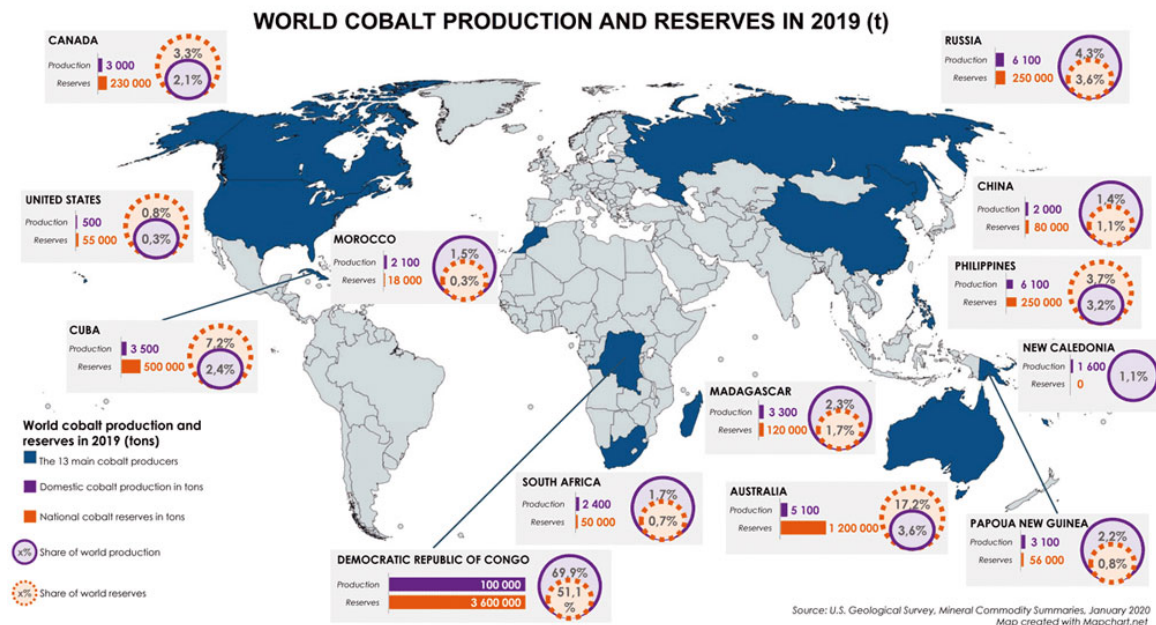 WORLD COBALT PRODUCTION AND RESERVES IN 2019 (t)
CANADA
Production 3 000
Reserves 230 000
3,3%
2,1%
RUSSIA
Production 6 100
Reserves 250 000
4,3%
3,6%
UNITED STATES
Production 500
Reserves 55 000
0,8%
0,3%
MOROCCO
Production 2 100
Reserves 18 000
1,5%
0,3%
CHINA
Production 2 000
Reserves 80 000
1,4%
1,1%
PHILIPPINES
Production 6 100
Reserves 250 000
3,7%
3,2%
CUBA
Production 3 500
Reserves 500 000
7,2%
2,4%
NEW CALEDONIA
Production 1 600
Reserves 0
1,1%
MADAGASCAR
Production 3 300
Reserves 120 000
2,3%
1,7%
World cobalt production and
reserves in 2019 (tons)
The 13 main cobalt producers
Domestic cobalt production in tons
National cobalt reserves in tons
x% Share of world production
x% Share of world reserves
SOUTH AFRICA
Production 2 400
Reserves 50 000
1,7%
0,7%
AUSTRALIA
Production 5 100
Reserves 1 200 000
17,2%
3,6%
PAPOUA NEW GUINEA
Production 3 100
Reserves 56 000
2,2%
0,8%
DEMOCRATIC REPUBLIC OF CONGO
Production 100 000
Reserves 3 600 000
69,9%
51,1
%
Source: U.S. Geological Survey, Mineral Commodity Summaries, January 2020
Map created with Mapchart.net